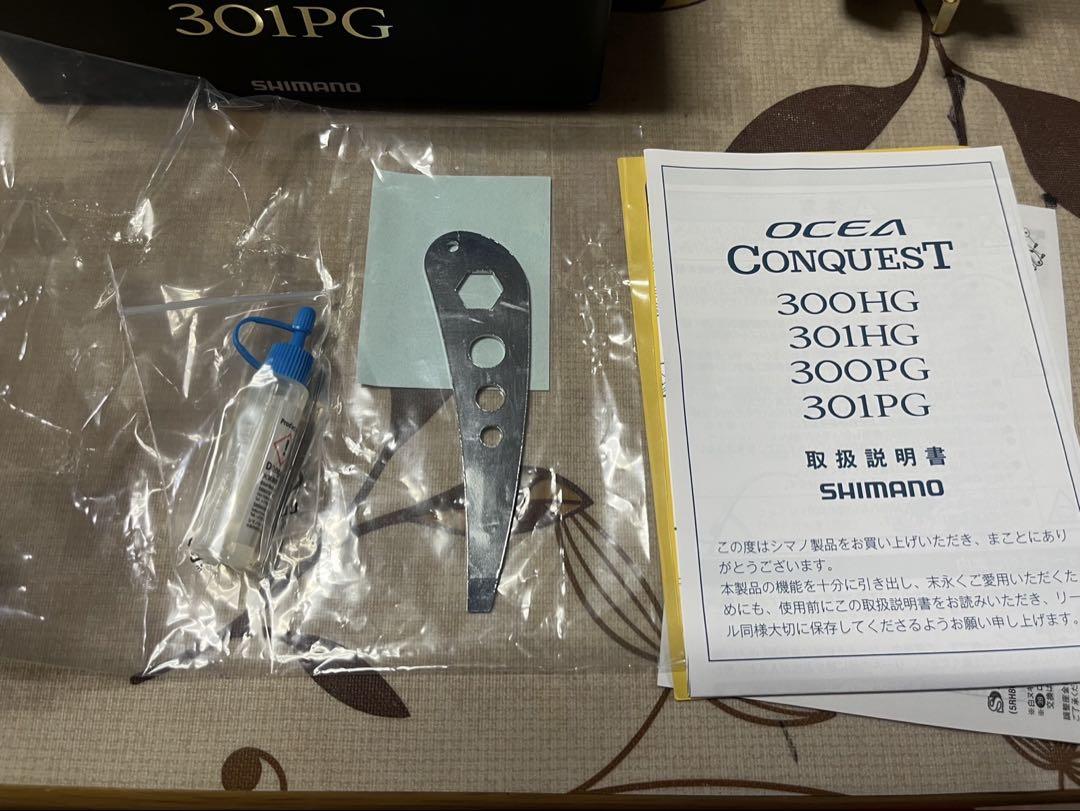 301PG
SHIMANO
OCEA
CONQUEST
300HG
301HG
300PG
301PG
取扱説明書
SHIMANO
この度はシマノ製品をお買い上げいただき、まことにあり
がとうございます。
本製品の機能を十分に引き出し、末永くご愛用いただくた
めにも、使用前にこの取扱説明書をお読みいただき、リー
ル同様大切に保存してくださるようお願い申し上げます。